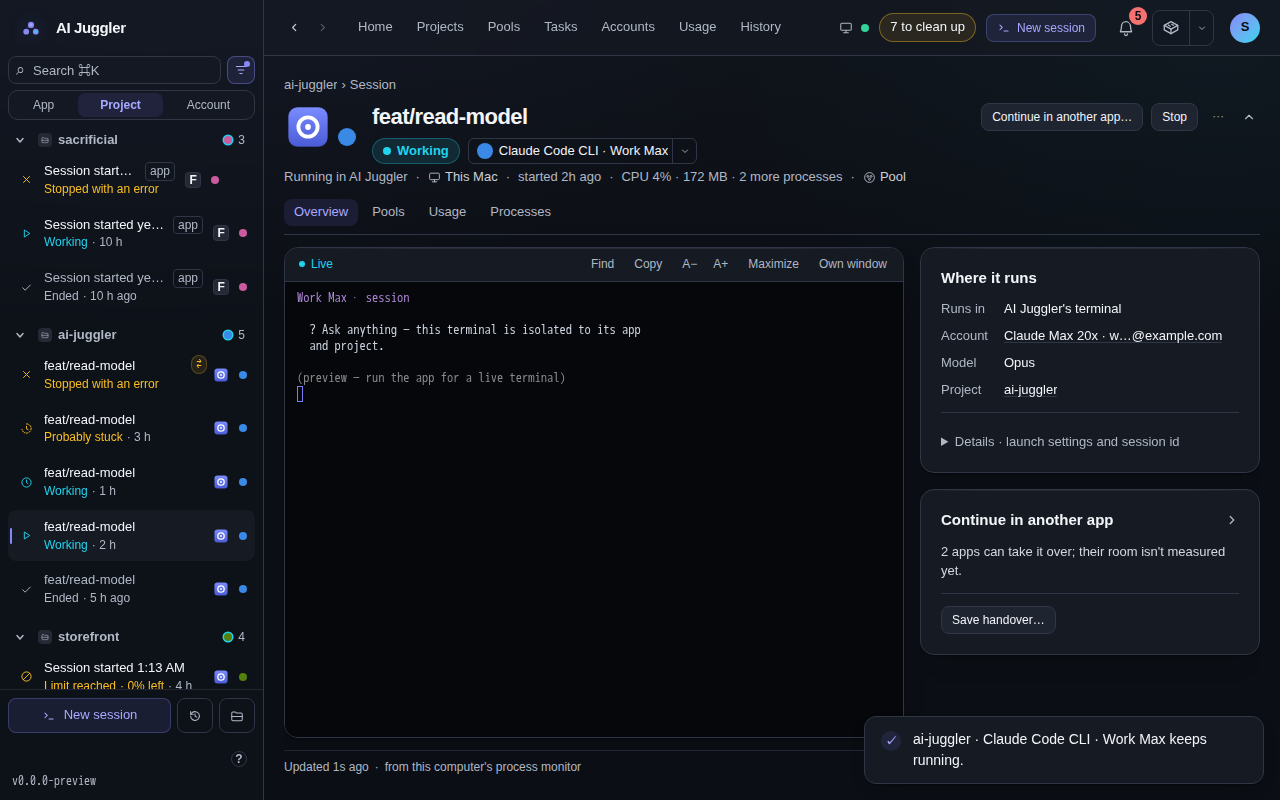 AI Juggler
Search ⌘K
App
Project
Account
sacrificial
3
Session start…
app
Stopped with an error
F
Session started ye…
app
Working · 10 h
F
Session started ye…
app
Ended · 10 h ago
F
ai-juggler
5
feat/read-model
Stopped with an error
feat/read-model
Probably stuck · 3 h
feat/read-model
Working · 1 h
feat/read-model
Working · 2 h
feat/read-model
Ended · 5 h ago
storefront
4
Session started 1:13 AM
Limit reached · 0% left · 4 h
New session
?
v0.0.0-preview
Home
Projects
Pools
Tasks
Accounts
Usage
History
7 to clean up
New session
5
S
ai-juggler › Session
feat/read-model
Working
Claude Code CLI · Work Max
Continue in another app…
Stop
Running in AI Juggler · This Mac · started 2h ago · CPU 4% · 172 MB · 2 more processes · Pool
Overview
Pools
Usage
Processes
Live
Find
Copy
A−
A+
Maximize
Own window
Work Max · session
? Ask anything — this terminal is isolated to its app
and project.
(preview — run the app for a live terminal)
Where it runs
Runs in AI Juggler's terminal
Account Claude Max 20x · w…@example.com
Model Opus
Project ai-juggler
Details · launch settings and session id
Continue in another app
2 apps can take it over; their room isn't measured
yet.
Save handover…
Updated 1s ago · from this computer's process monitor
ai-juggler · Claude Code CLI · Work Max keeps
running.